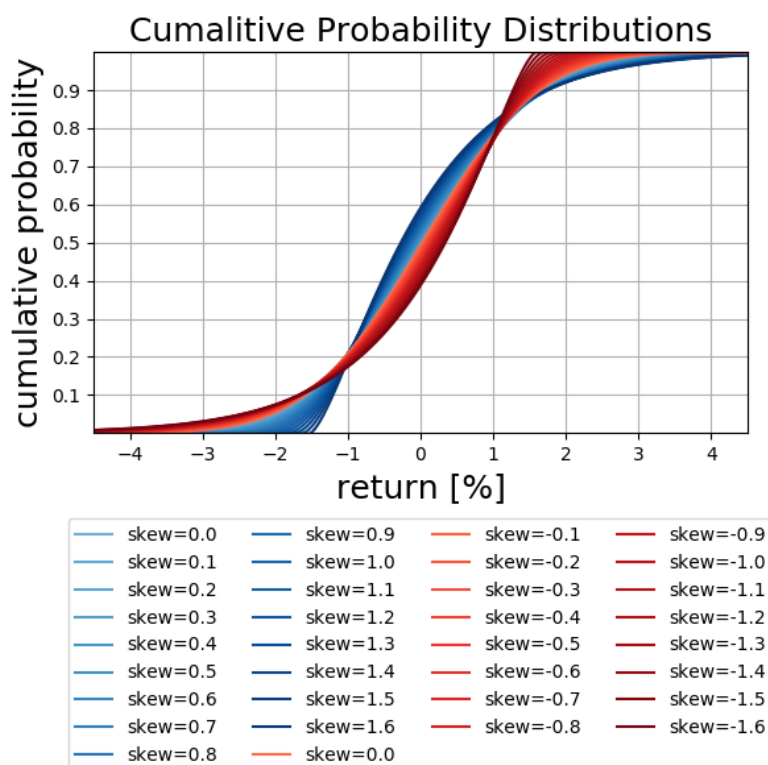 Cumalitive Probability Distributions
cumulative probability
0.9
0.8
0.7
0.6
0.5
0.4
0.3
0.2
0.1
−4 −3 −2 −1 0 1 2 3 4
return [%]
skew=0.0 skew=0.9 skew=-0.1 skew=-0.9
skew=0.1 skew=1.0 skew=-0.2 skew=-1.0
skew=0.2 skew=1.1 skew=-0.3 skew=-1.1
skew=0.3 skew=1.2 skew=-0.4 skew=-1.2
skew=0.4 skew=1.3 skew=-0.5 skew=-1.3
skew=0.5 skew=1.4 skew=-0.6 skew=-1.4
skew=0.6 skew=1.5 skew=-0.7 skew=-1.5
skew=0.7 skew=1.6 skew=-0.8 skew=-1.6
skew=0.8 skew=0.0